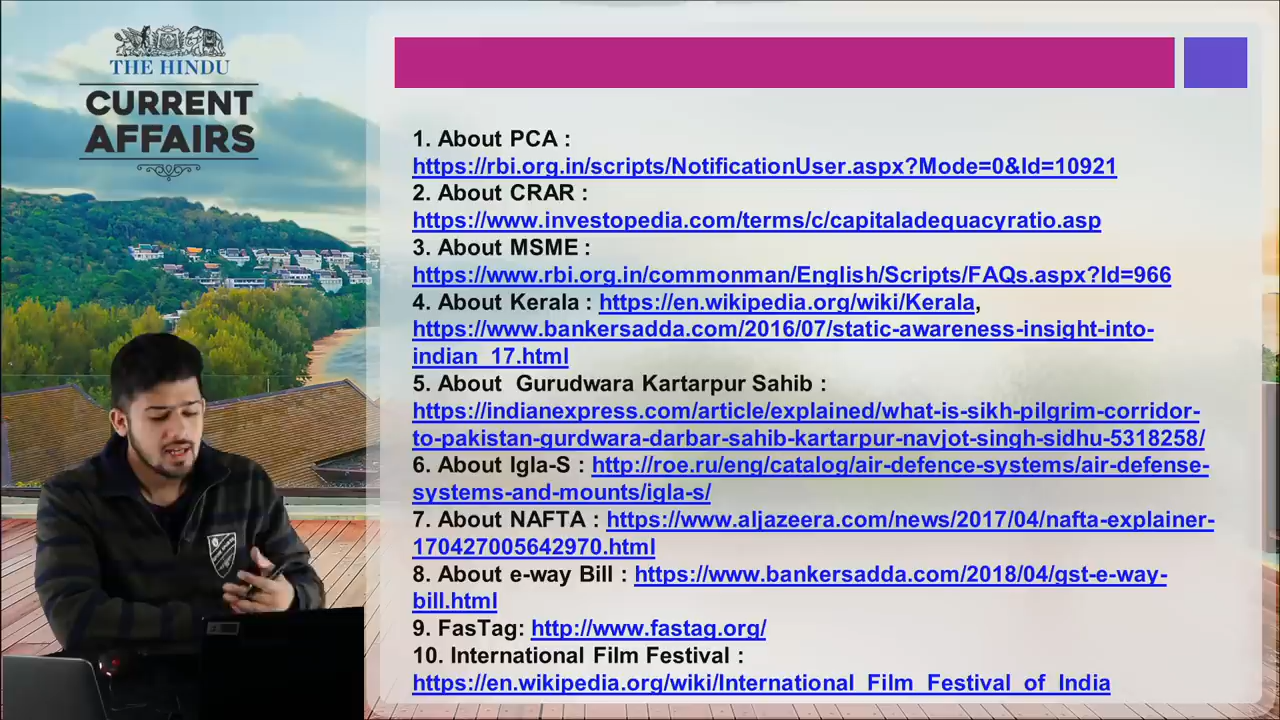 THE HINDU
CURRENT
AFFAIRS
1. About PCA :
https://rbi.org.in/scripts/NotificationUser.aspx?Mode=0&Id=10921
2. About CRAR :
https://www.investopedia.com/terms/c/capitaladequacyratio.asp
3. About MSME :
https://www.rbi.org.in/commonman/English/Scripts/FAQs.aspx?Id=966
4. About Kerala : https://en.wikipedia.org/wiki/Kerala,
https://www.bankersadda.com/2016/07/static-awareness-insight-into-
indian_17.html
5. About  Gurudwara Kartarpur Sahib :
https://indianexpress.com/article/explained/what-is-sikh-pilgrim-corridor-
to-pakistan-gurdwara-darbar-sahib-kartarpur-navjot-singh-sidhu-5318258/
6. About Igla-S : http://roe.ru/eng/catalog/air-defence-systems/air-defense-
systems-and-mounts/igla-s/
7. About NAFTA : https://www.aljazeera.com/news/2017/04/nafta-explainer-
170427005642970.html
8. About e-way Bill : https://www.bankersadda.com/2018/04/gst-e-way-
bill.html
9. FasTag: http://www.fastag.org/
10. International Film Festival :
https://en.wikipedia.org/wiki/International_Film_Festival_of_India